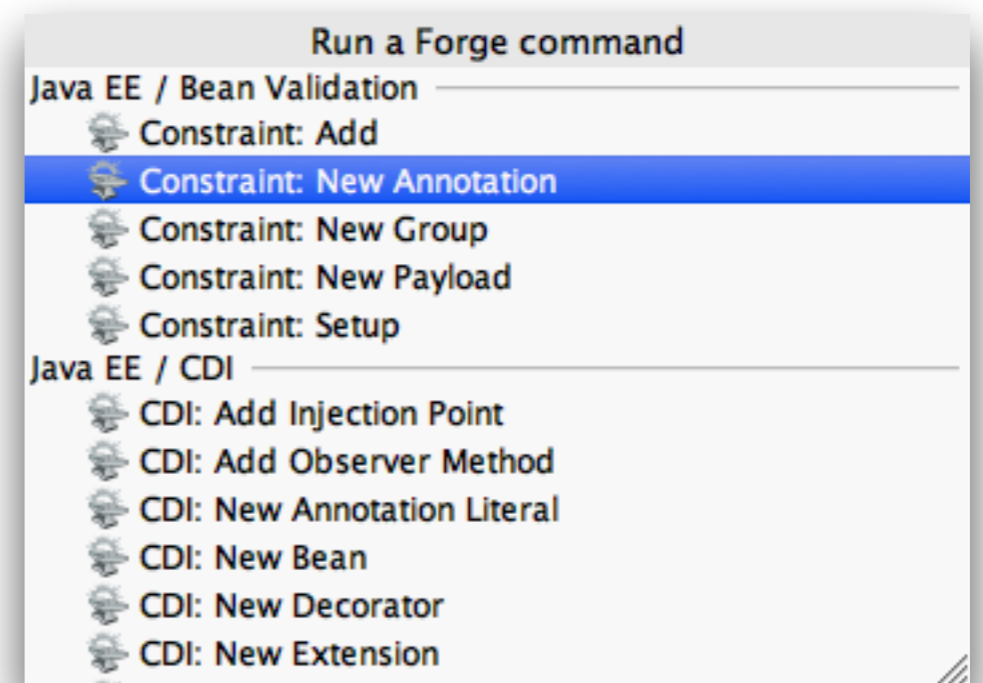 Run a Forge command
Java EE / Bean Validation
Constraint: Add
Constraint: New Annotation
Constraint: New Group
Constraint: New Payload
Constraint: Setup
Java EE / CDI
CDI: Add Injection Point
CDI: Add Observer Method
CDI: New Annotation Literal
CDI: New Bean
CDI: New Decorator
CDI: New Extension